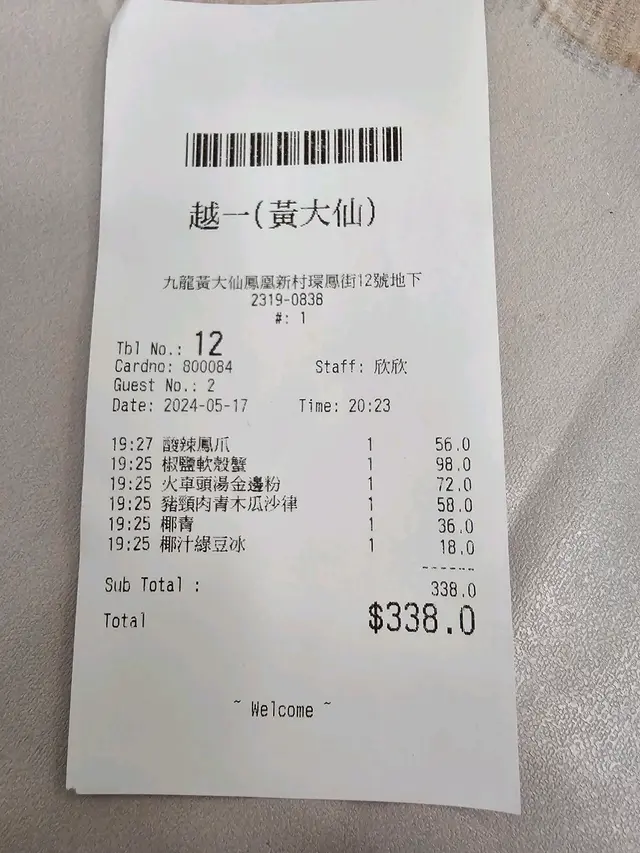 越一(黃大仙)
九龍黃大仙鳳凰新村環鳳街12號地下
2319-0838
#: 1
Tbl No.: 12
Cardno: 800084 Staff: 欣欣
Guest No.: 2
Date: 2024-05-17 Time: 20:23
19:27 酸辣鳳爪 1 56.0
19:25 椒鹽軟殼蟹 1 98.0
19:25 火車頭湯金邊粉 1 72.0
19:25 豬頸肉青木瓜沙律 1 58.0
19:25 椰青 1 36.0
19:25 椰汁綠豆冰 1 18.0
Sub Total : 338.0
Total $338.0
~ Welcome ~